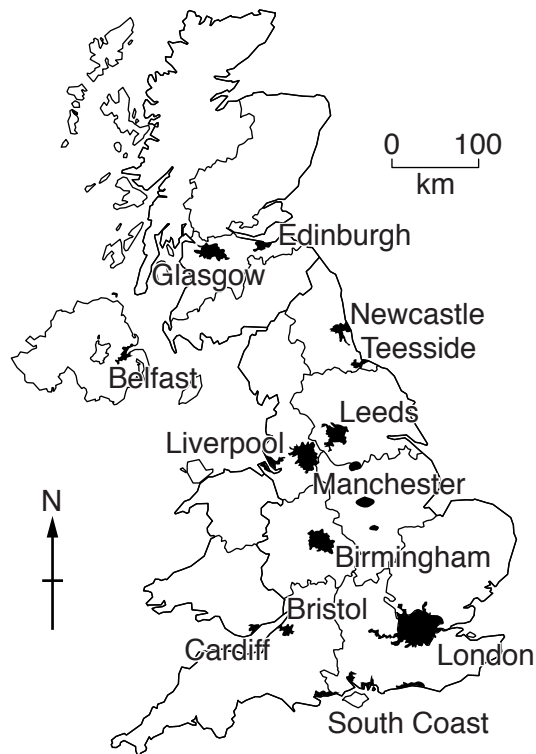 0 100
km
Edinburgh
Glasgow
Newcastle
Teesside
Belfast
Leeds
Liverpool
Manchester
N
Birmingham
Bristol
Cardiff
London
South Coast